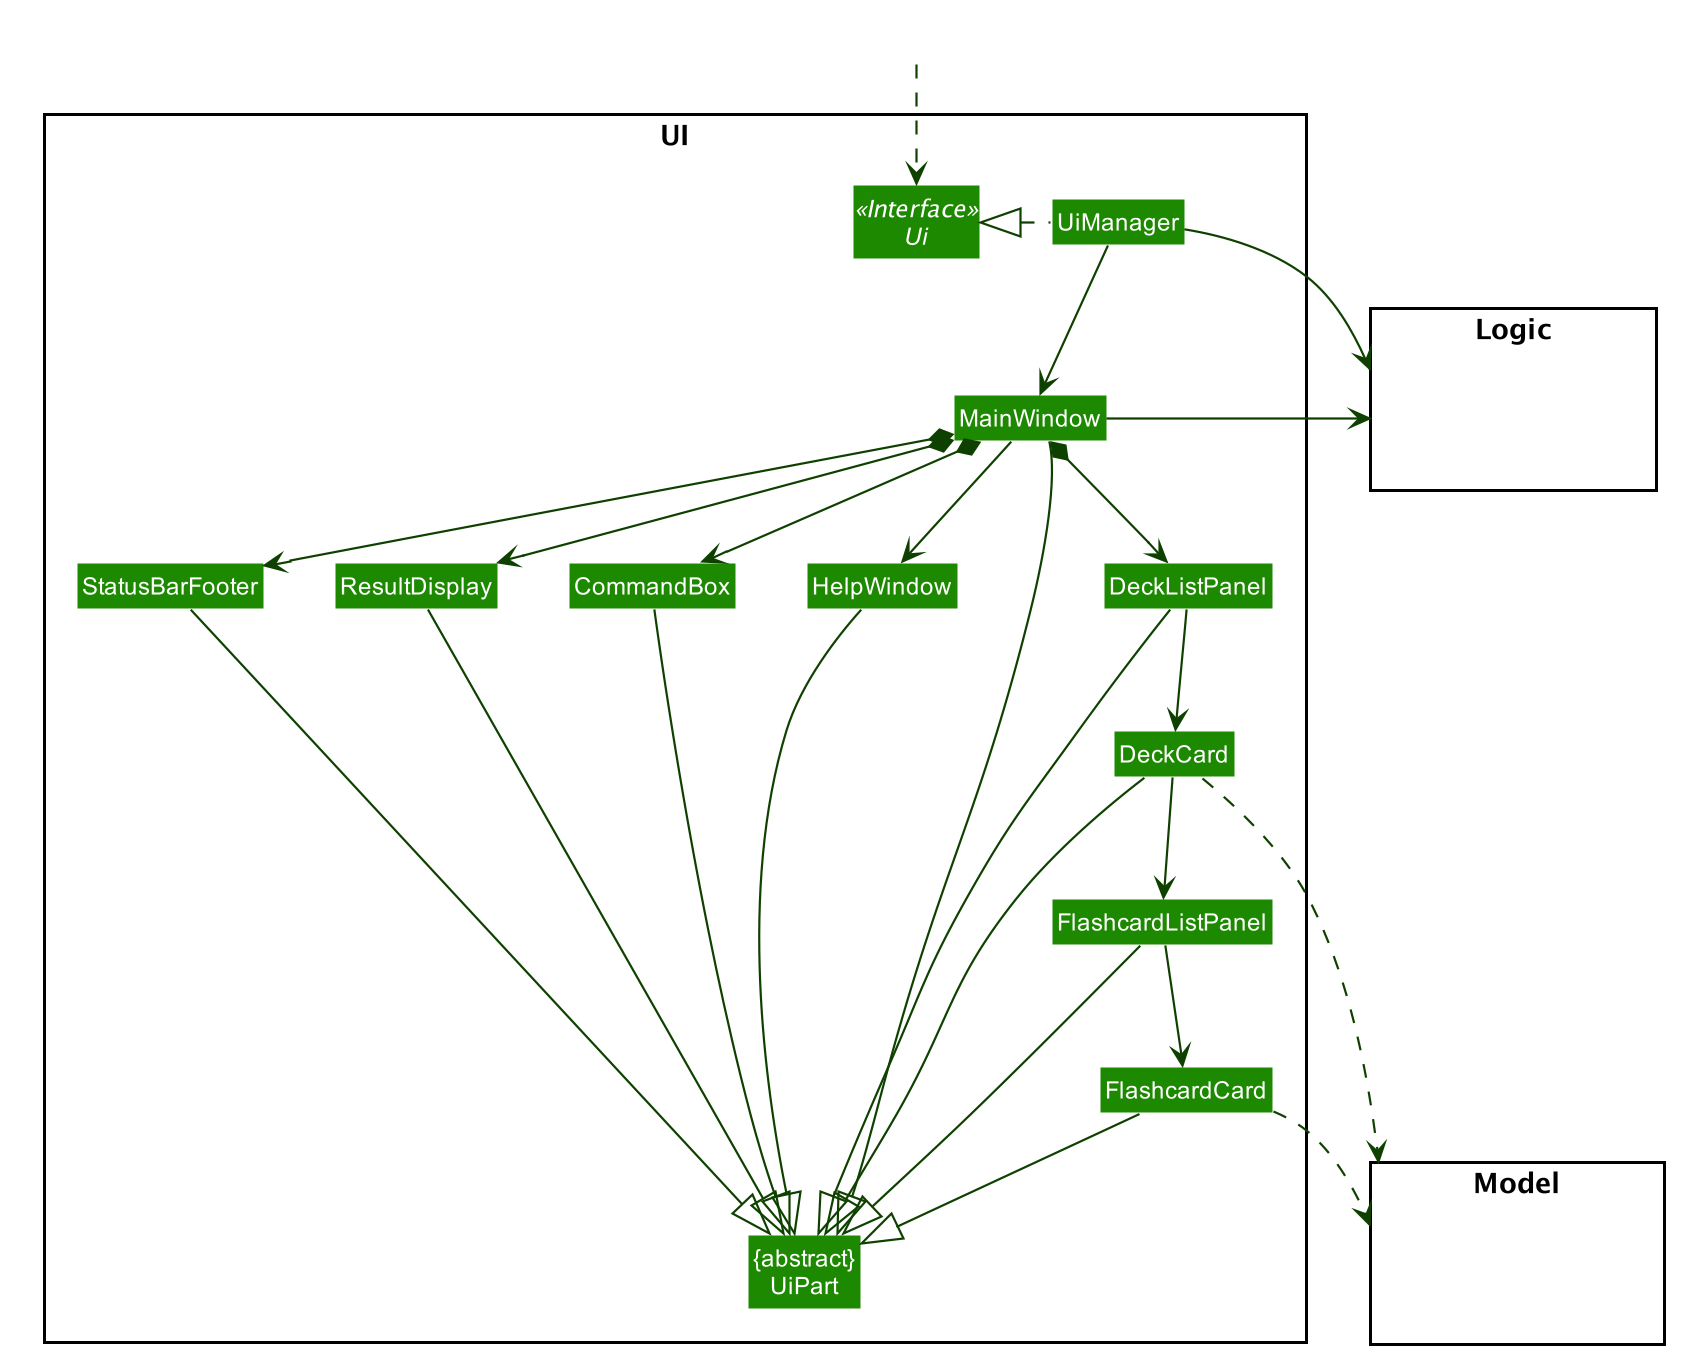 UI
«Interface»
Ui
UiManager
Logic
MainWindow
StatusBarFooter
ResultDisplay
CommandBox
HelpWindow
DeckListPanel
DeckCard
FlashcardListPanel
FlashcardCard
Model
{abstract}
UiPart